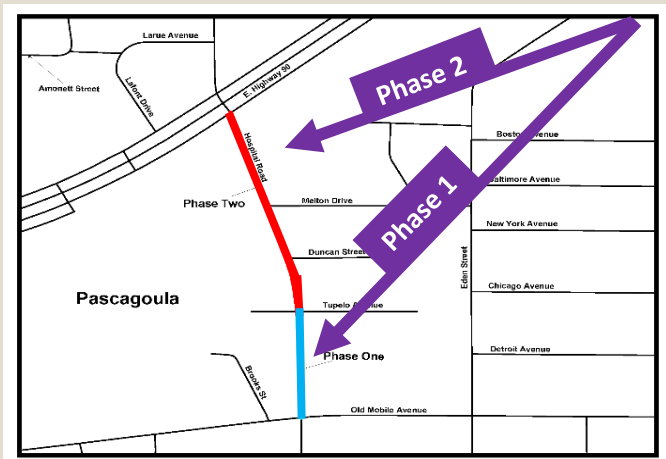 Larue Avenue
Amonett Street
Lafont Drive
E. Highway 90
Phase 2
Hospital Road
Boston Avenue
Baltimore Avenue
Phase Two
Melton Drive
Phase 1
New York Avenue
Duncan Street
Eden Street
Chicago Avenue
Pascagoula
Tupelo Avenue
Detroit Avenue
Phase One
Brooks St
Old Mobile Avenue